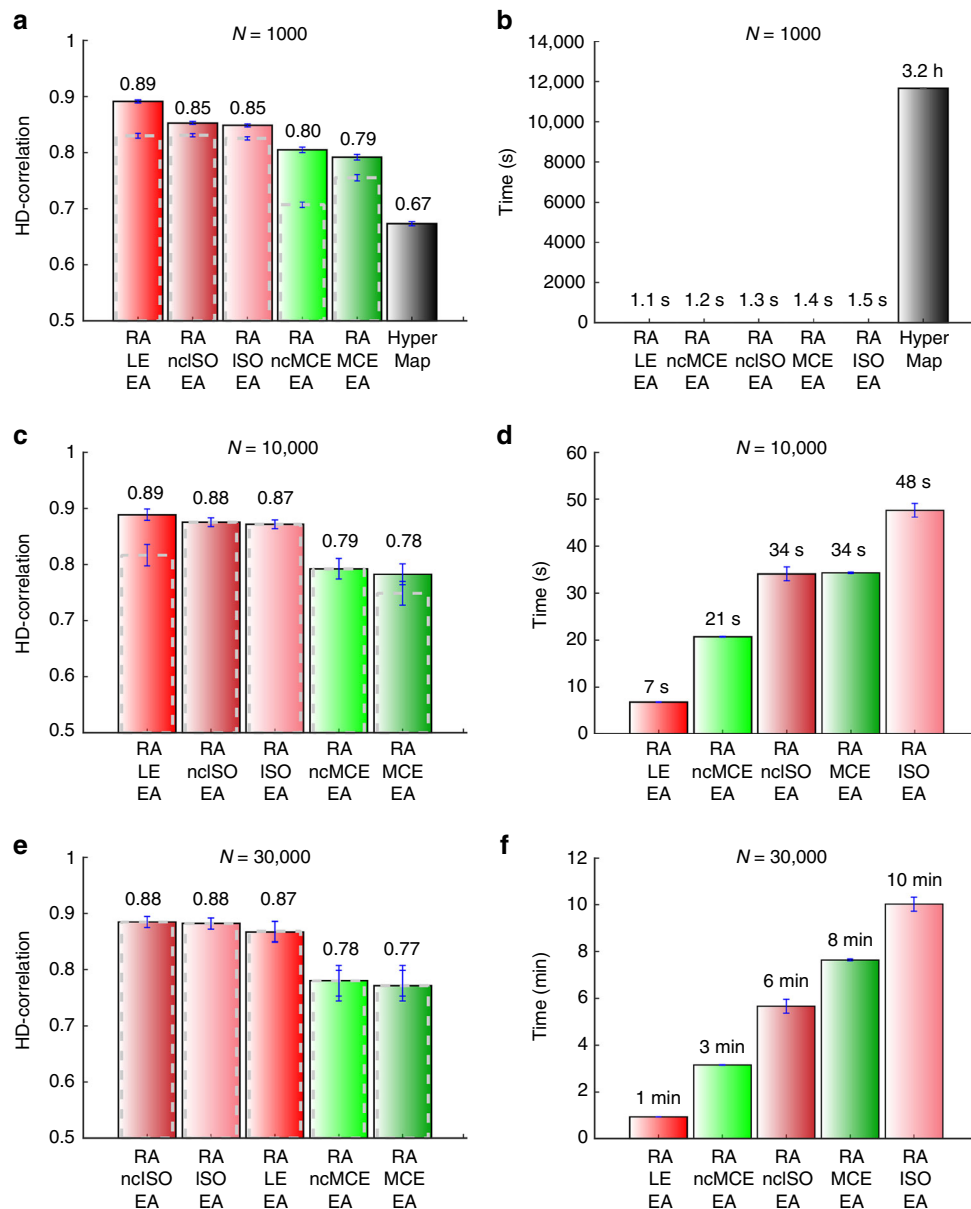 a
N = 1000
HD-correlation
1
0.9
0.8
0.7
0.6
0.5
0.89
0.85
0.85
0.80
0.79
0.67
RA LE EA
RA ncISO EA
RA ISO EA
RA ncMCE EA
RA MCE EA
Hyper Map
b
N = 1000
Time (s)
14,000
12,000
10,000
8000
6000
4000
2000
0
1.1 s
1.2 s
1.3 s
1.4 s
1.5 s
3.2 h
RA LE EA
RA ncMCE EA
RA ncISO EA
RA MCE EA
RA ISO EA
Hyper Map
c
N = 10,000
HD-correlation
1
0.9
0.8
0.7
0.6
0.5
0.89
0.88
0.87
0.79
0.78
RA LE EA
RA ncISO EA
RA ISO EA
RA ncMCE EA
RA MCE EA
d
N = 10,000
Time (s)
60
50
40
30
20
10
0
7 s
21 s
34 s
34 s
48 s
RA LE EA
RA ncMCE EA
RA ncISO EA
RA MCE EA
RA ISO EA
e
N = 30,000
HD-correlation
1
0.9
0.8
0.7
0.6
0.5
0.88
0.88
0.87
0.78
0.77
RA ncISO EA
RA ISO EA
RA LE EA
RA ncMCE EA
RA MCE EA
f
N = 30,000
Time (min)
12
10
8
6
4
2
0
1 min
3 min
6 min
8 min
10 min
RA LE EA
RA ncMCE EA
RA ncISO EA
RA MCE EA
RA ISO EA